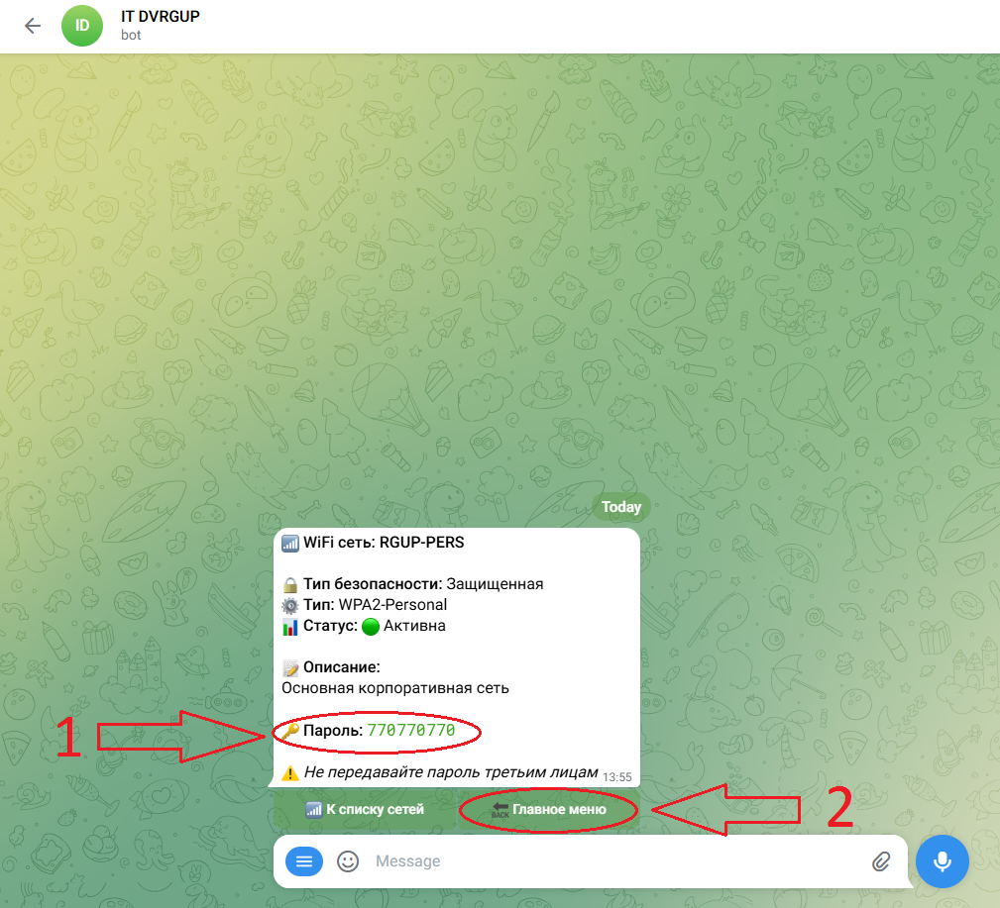 ID
IT DVRGUP
bot
Today
WiFi сеть: RGUP-PERS
Тип безопасности: Защищенная
Тип: WPA2-Personal
Статус: Активна
Описание:
Основная корпоративная сеть
1
Пароль: 770770770
Не передавайте пароль третьим лицам 13:55
К списку сетей
BACK Главное меню
2
Message